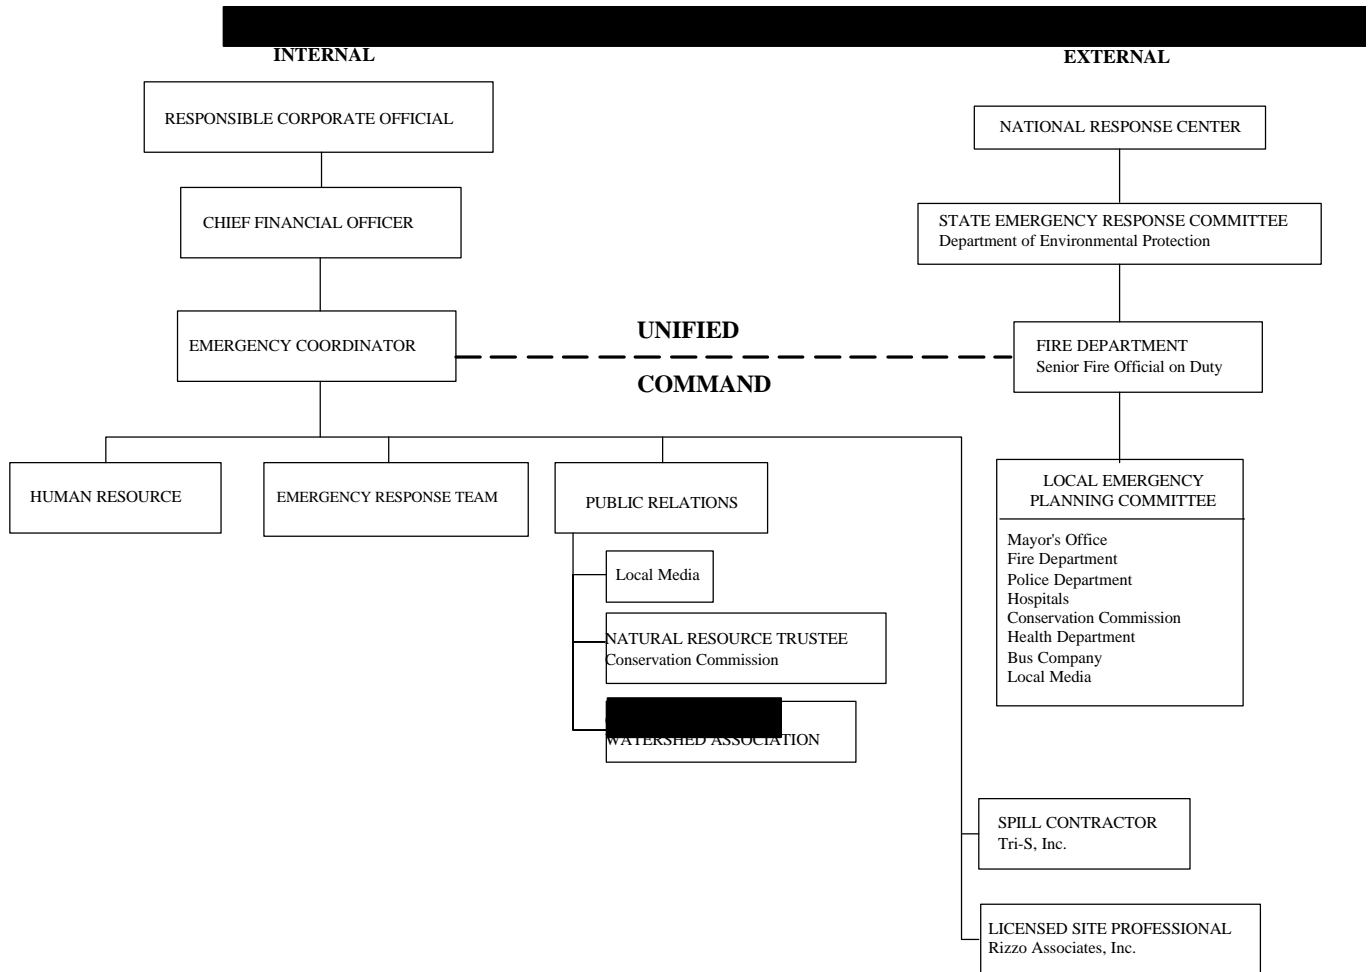 INTERNAL
EXTERNAL
RESPONSIBLE CORPORATE OFFICIAL
NATIONAL RESPONSE CENTER
CHIEF FINANCIAL OFFICER
STATE EMERGENCY RESPONSE COMMITTEE
Department of Environmental Protection
EMERGENCY COORDINATOR
UNIFIED
COMMAND
FIRE DEPARTMENT
Senior Fire Official on Duty
HUMAN RESOURCE
EMERGENCY RESPONSE TEAM
PUBLIC RELATIONS
LOCAL EMERGENCY
PLANNING COMMITTEE
Mayor's Office
Fire Department
Police Department
Hospitals
Conservation Commission
Health Department
Bus Company
Local Media
Local Media
NATURAL RESOURCE TRUSTEE
Conservation Commission
WATERSHED ASSOCIATION
SPILL CONTRACTOR
Tri-S, Inc.
LICENSED SITE PROFESSIONAL
Rizzo Associates, Inc.